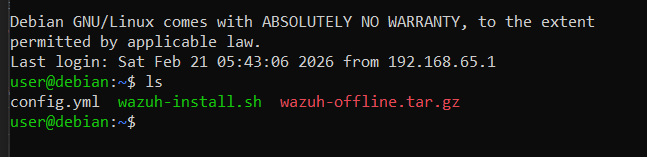 Debian GNU/Linux comes with ABSOLUTELY NO WARRANTY, to the extent
permitted by applicable law.
Last login: Sat Feb 21 05:43:06 2026 from 192.168.65.1
user@debian:~$ ls
config.yml  wazuh-install.sh  wazuh-offline.tar.gz
user@debian:~$